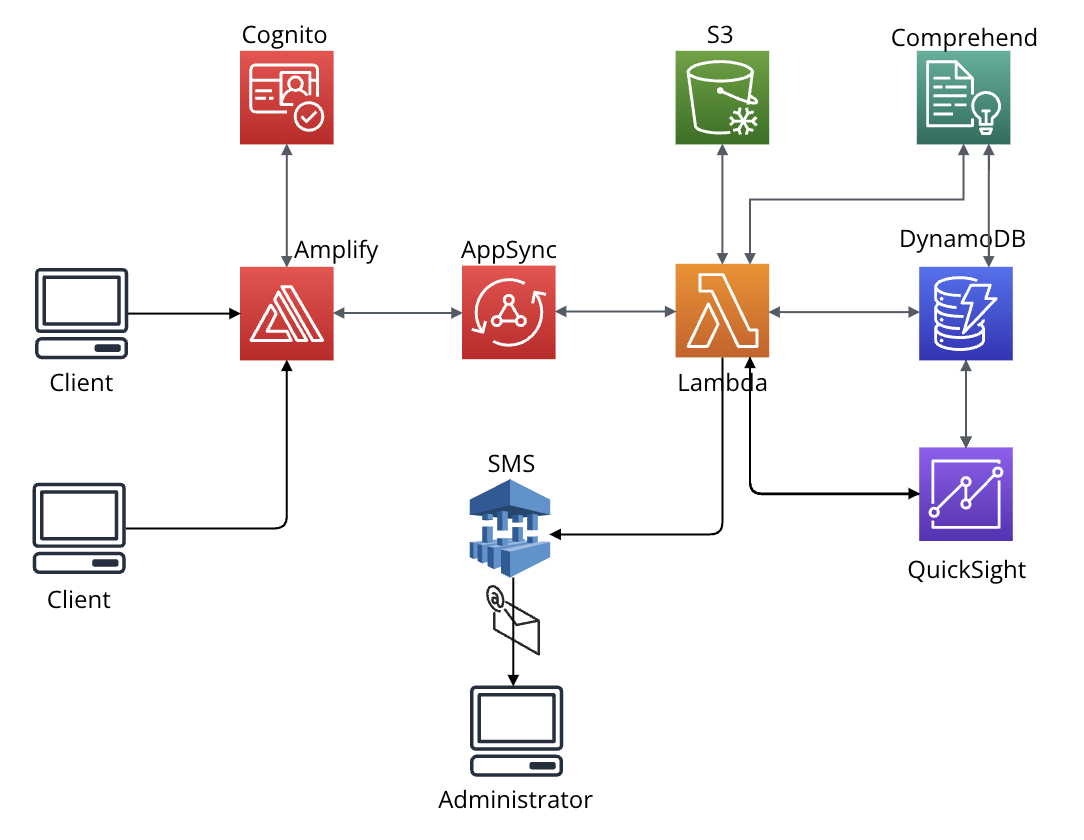 Cognito
S3
Comprehend
Amplify
AppSync
DynamoDB
Client
Lambda
SMS
@
QuickSight
Client
Administrator